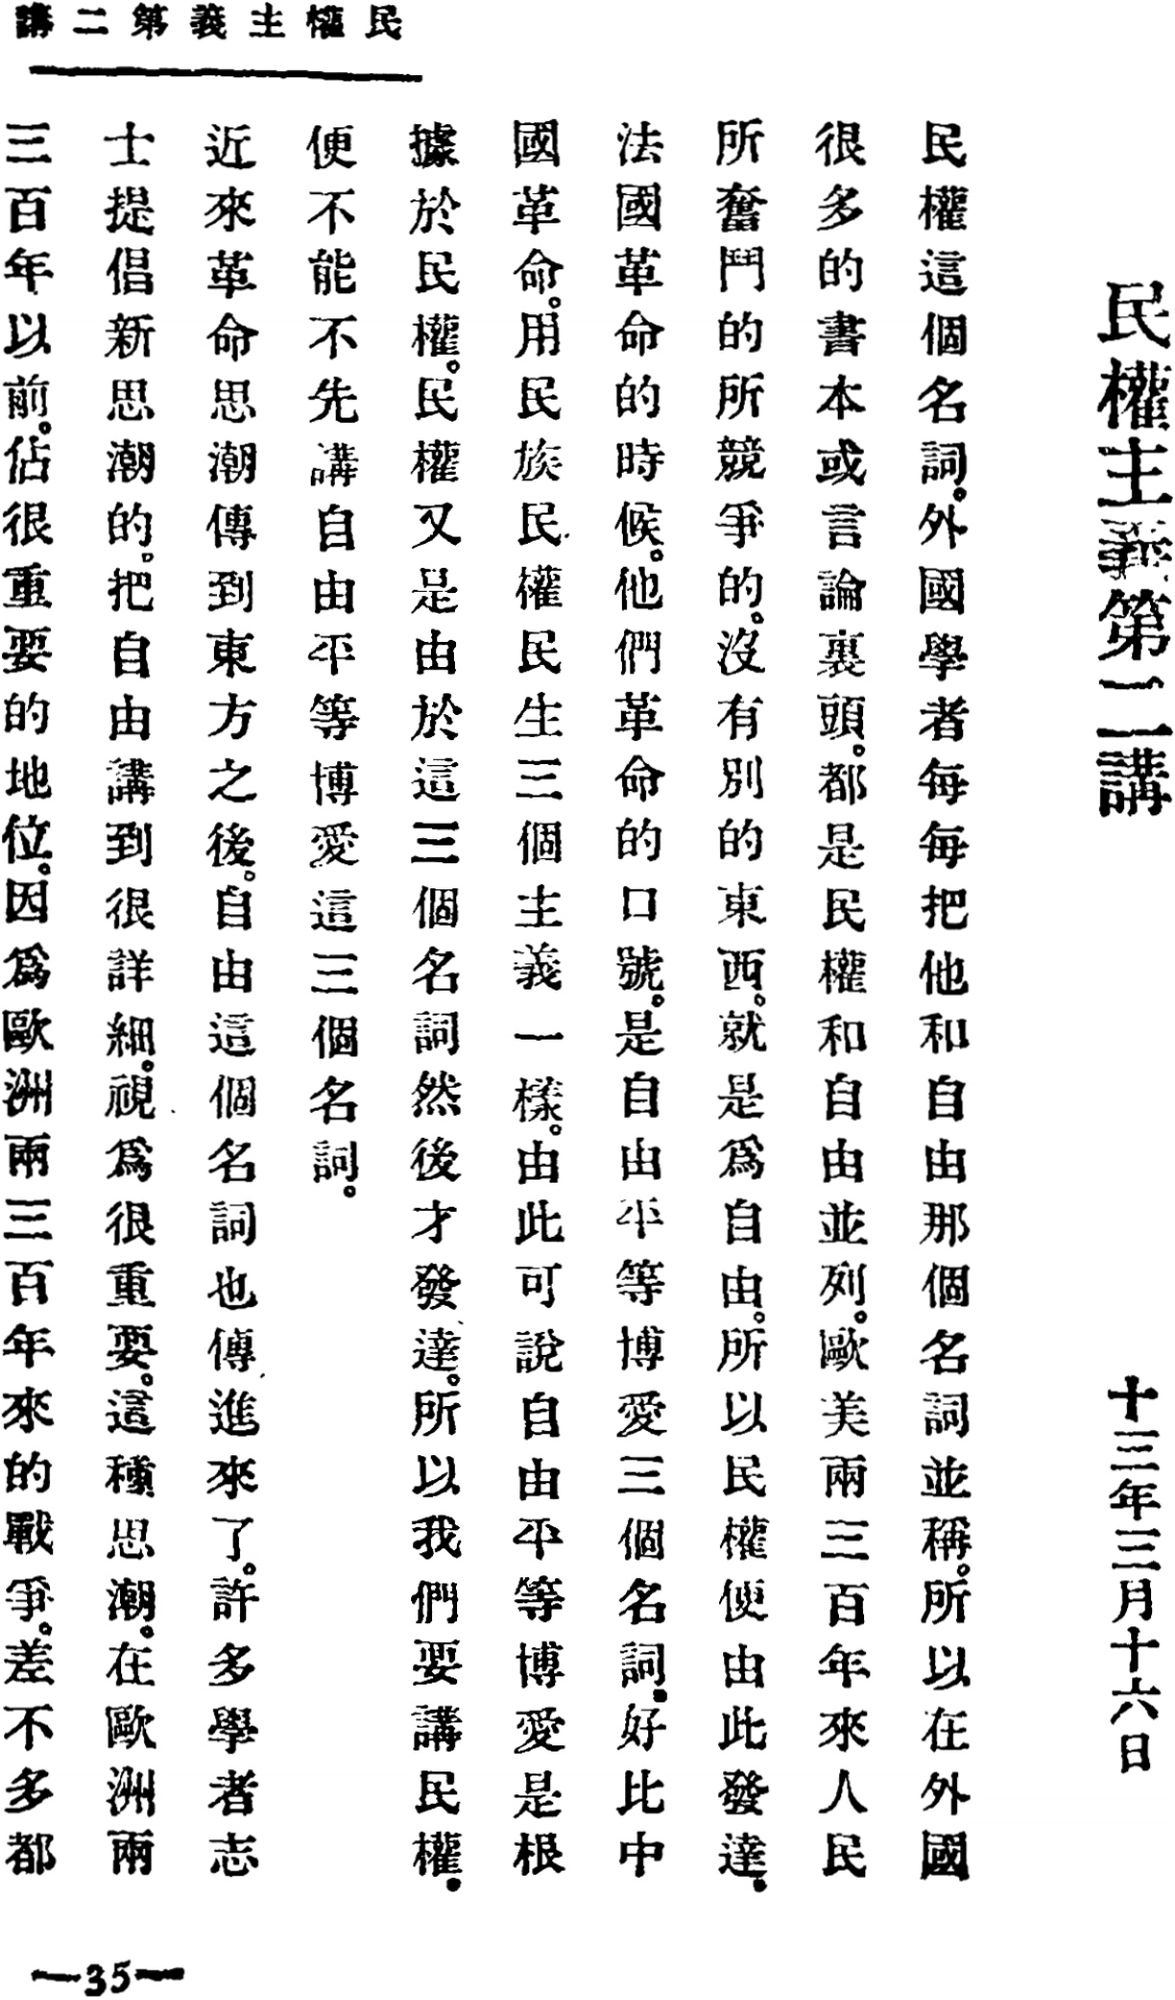 講二第義主權民
民權主義第二講
十三年三月十六日
民權這個名詞。外國學者每每把他和自由那個名詞並稱。所以在外國
很多的書本或言論裏頭。都是民權和自由並列。歐美兩三百年來人民
所奮鬥的所競爭的。沒有別的東西。就是爲自由。所以民權便由此發達。
法國革命的時候。他們革命的口號。是自由平等博愛三個名詞。好比中
國革命。用民族民權民生三個主義一樣。由此可說自由平等博愛是根
據於民權。民權又是由於這三個名詞然後才發達。所以我們要講民權。
便不能不先講自由平等博愛這三個名詞。
近來革命思潮傳到東方之後。自由這個名詞也傳進來了。許多學者志
士提倡新思潮的。把自由講到很詳細。視爲很重要。這種思潮。在歐洲兩
三百年以前。佔很重要的地位。因爲歐洲兩三百年來的戰爭。差不多都
—35—